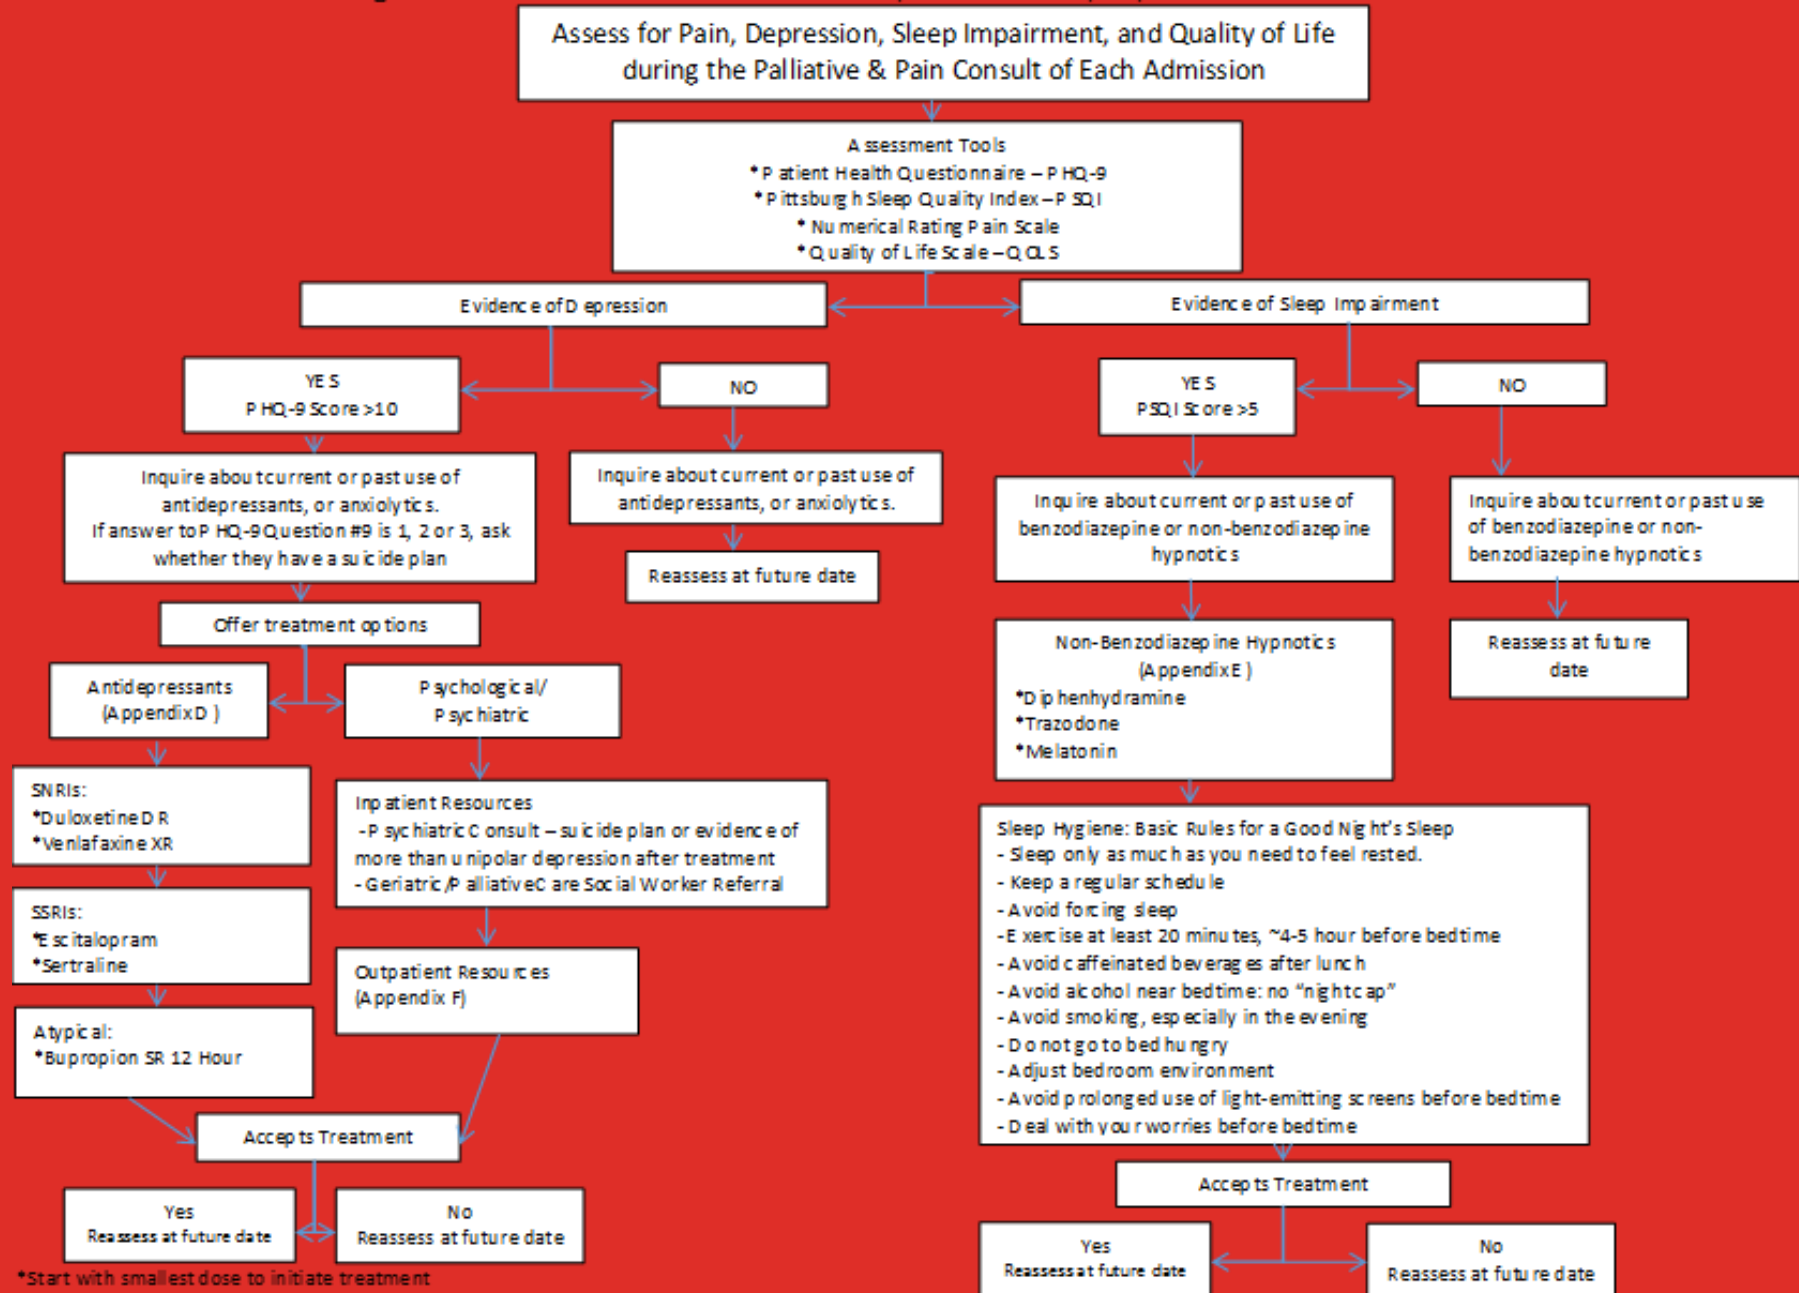 Assess for Pain, Depression, Sleep Impairment, and Quality of Life
during the Palliative & Pain Consult of Each Admission
Assessment Tools
*Patient Health Questionnaire – PHQ-9
*Pittsburgh Sleep Quality Index – PSQI
* Numerical Rating Pain Scale
*Quality of Life Scale – QOLS
Evidence of Depression
Evidence of Sleep Impairment
YES
PHQ-9 Score >10
NO
YES
PSQI Score >5
NO
Inquire about current or past use of
antidepressants, or anxiolytics.
If answer to PHQ-9 Question #9 is 1, 2 or 3, ask
whether they have a suicide plan
Inquire about current or past use of
antidepressants, or anxiolytics.
Reassess at future date
Inquire about current or past use of
benzodiazepine or non-benzodiazepine
hypnotics
Inquire about current or past use
of benzodiazepine or non-
benzodiazepine hypnotics
Offer treatment options
Non-Benzodiazepine Hypnotics
(Appendix E )
*Diphenhydramine
*Trazodone
*Melatonin
Reassess at future
date
Antidepressants
(Appendix D )
Psychological/
Psychiatric
SNRIs:
*Duloxetine DR
*Venlafaxine XR
Inpatient Resources
-Psychiatric Consult – suicide plan or evidence of
more than unipolar depression after treatment
- Geriatric/Palliative Care Social Worker Referral
SSRIs:
*Escitalopram
*Sertraline
Outpatient Resources
(Appendix F)
Atypical:
*Bupropion SR 12 Hour
Sleep Hygiene: Basic Rules for a Good Night's Sleep
- Sleep only as much as you need to feel rested.
- Keep a regular schedule
- Avoid forcing sleep
- Exercise at least 20 minutes, ~4-5 hour before bedtime
- Avoid caffeinated beverages after lunch
- Avoid alcohol near bedtime: no “nightcap”
- Avoid smoking, especially in the evening
- Do not go to bed hungry
- Adjust bedroom environment
- Avoid prolonged use of light-emitting screens before bedtime
- Deal with your worries before bedtime
Accepts Treatment
Yes
Reassess at future date
No
Reassess at future date
Accepts Treatment
Yes
Reassess at future date
No
Reassess at future date
*Start with smallest dose to initiate treatment